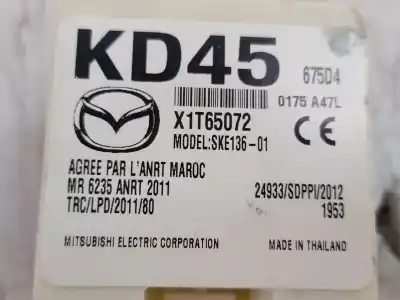 KD45 675D4
0175 A47L
X1T65072
MODEL:SKE136-01
AGREE PAR L'ANRT MAROC
MR 6235 ANRT 2011 24933/SDPPI/2012
TRC/LPD/2011/80 1953
MITSUBISHI ELECTRIC CORPORATION MADE IN THAILAND